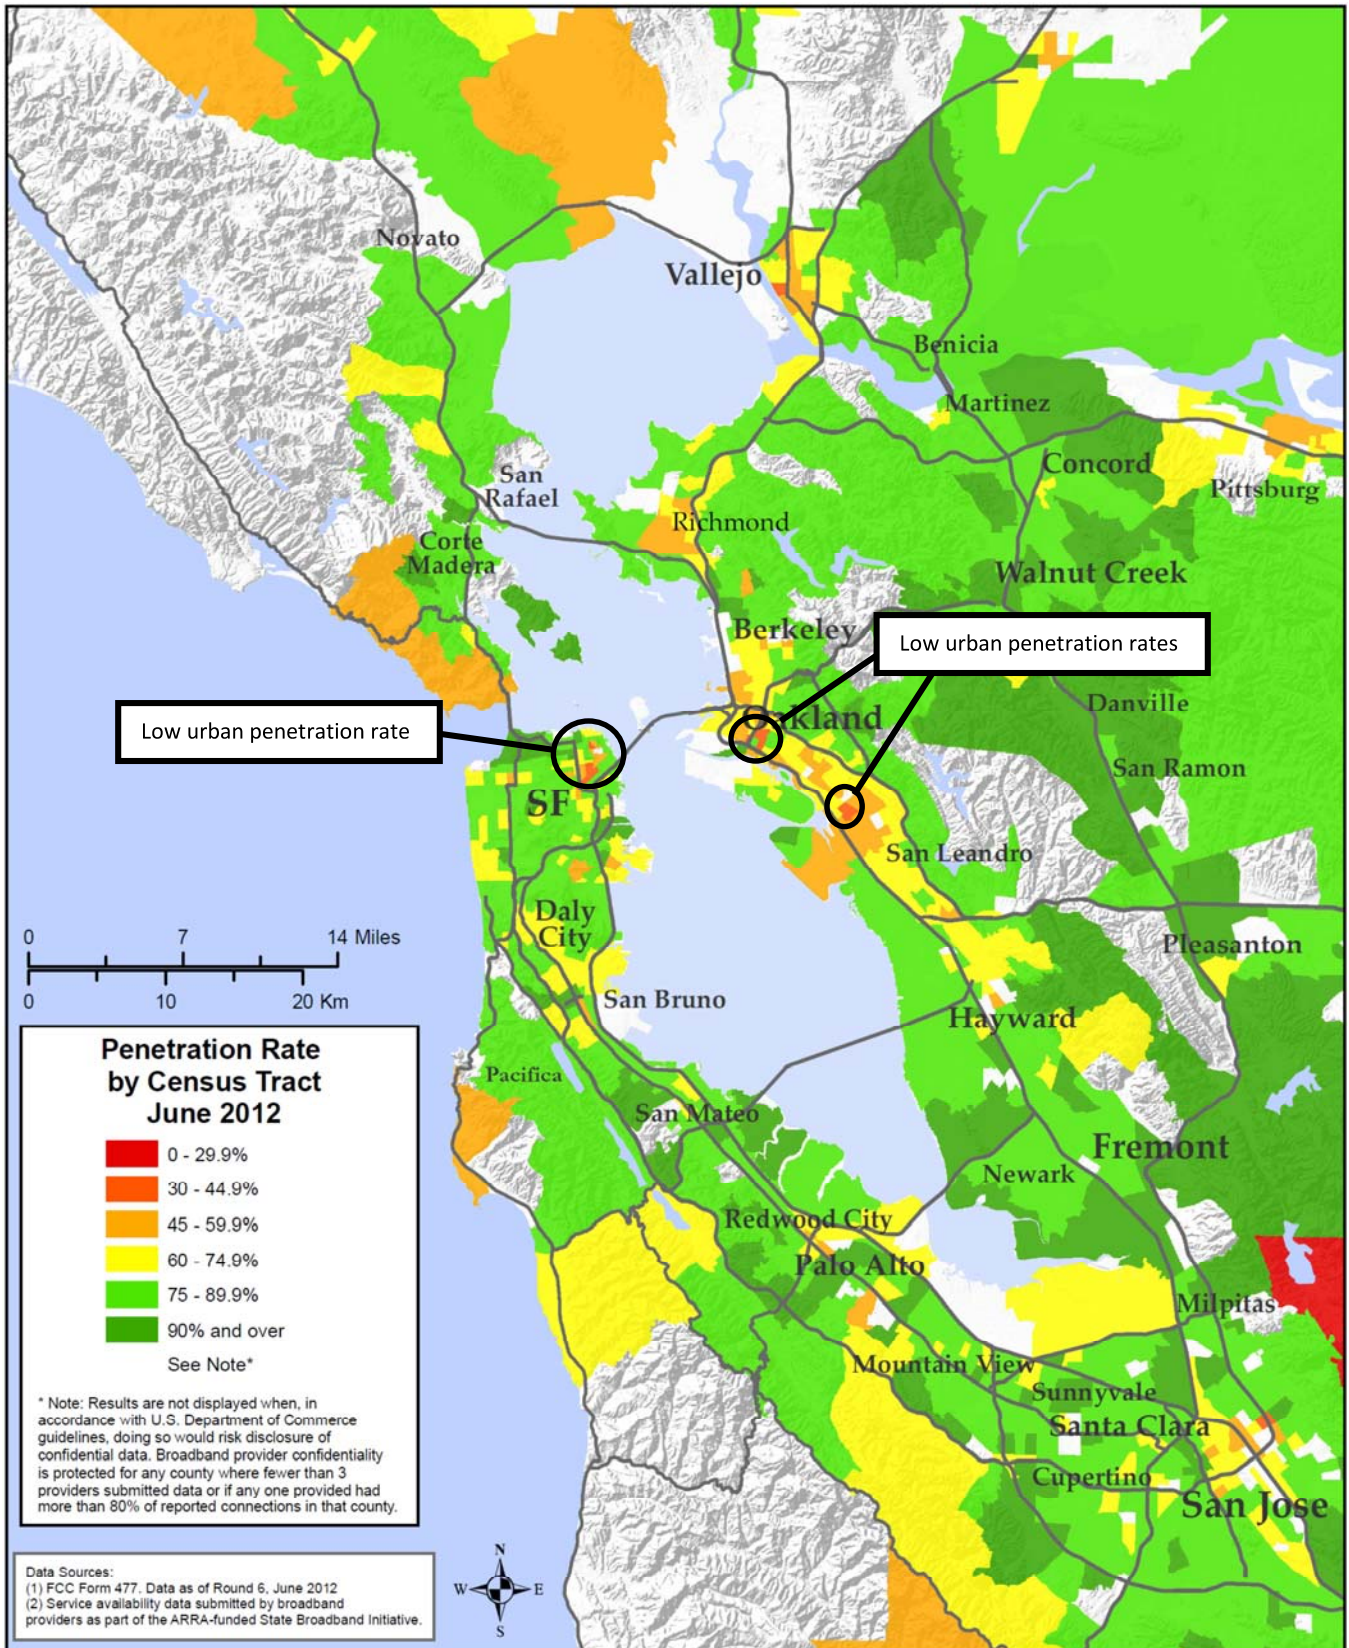 Novato
Vallejo
Benicia
Martinez
Concord
Pittsburg
San
Rafael
Richmond
Corte
Madera
Walnut Creek
Berkeley
Low urban penetration rates
Low urban penetration rate
Oakland
Danville
San Ramon
SF
San Leandro
Daly
City
0 7 14 Miles
0 10 20 Km
Pleasanton
San Bruno
Hayward
Pacifica
San Mateo
Fremont
Newark
Redwood City
Palo Alto
Milpitas
Mountain View
Sunnyvale
Santa Clara
Cupertino
San Jose
Penetration Rate
by Census Tract
June 2012
0 - 29.9%
30 - 44.9%
45 - 59.9%
60 - 74.9%
75 - 89.9%
90% and over
See Note*
* Note: Results are not displayed when, in
accordance with U.S. Department of Commerce
guidelines, doing so would risk disclosure of
confidential data. Broadband provider confidentiality
is protected for any county where fewer than 3
providers submitted data or if any one provided had
more than 80% of reported connections in that county.
Data Sources:
(1) FCC Form 477. Data as of Round 6, June 2012
(2) Service availability data submitted by broadband
providers as part of the ARRA-funded State Broadband Initiative.
N
W E
S